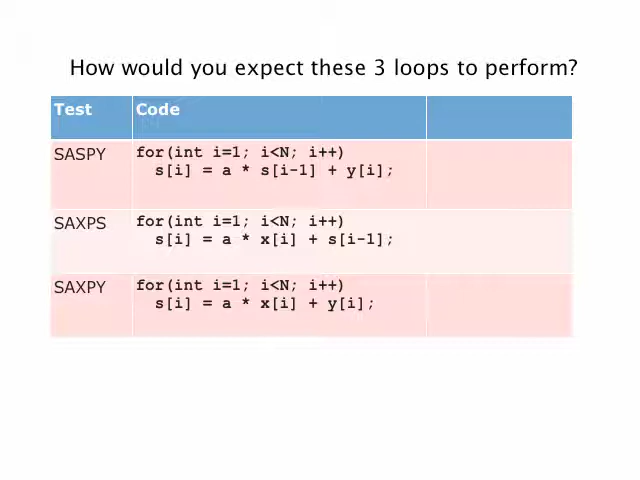 How would you expect these 3 loops to perform?
Test Code
SASPY for(int i=1; i<N; i++)
s[i] = a * s[i-1] + y[i];
SAXPS for(int i=1; i<N; i++)
s[i] = a * x[i] + s[i-1];
SAXPY for(int i=1; i<N; i++)
s[i] = a * x[i] + y[i];